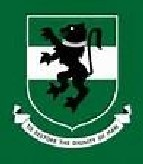 TO RESTORE THE DIGNITY OF MAN